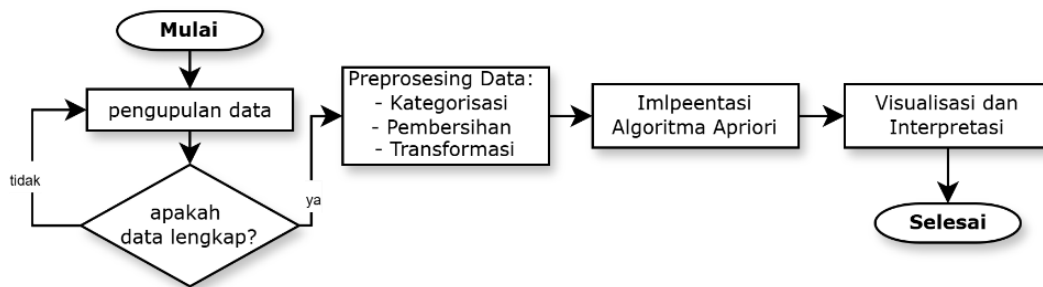 Mulai
pengupulan data
tidak
apakah
data lengkap?
ya
Preprosesing Data:
- Kategorisasi
- Pembersihan
- Transformasi
Imlpeentasi
Algoritma Apriori
Visualisasi dan
Interpretasi
Selesai